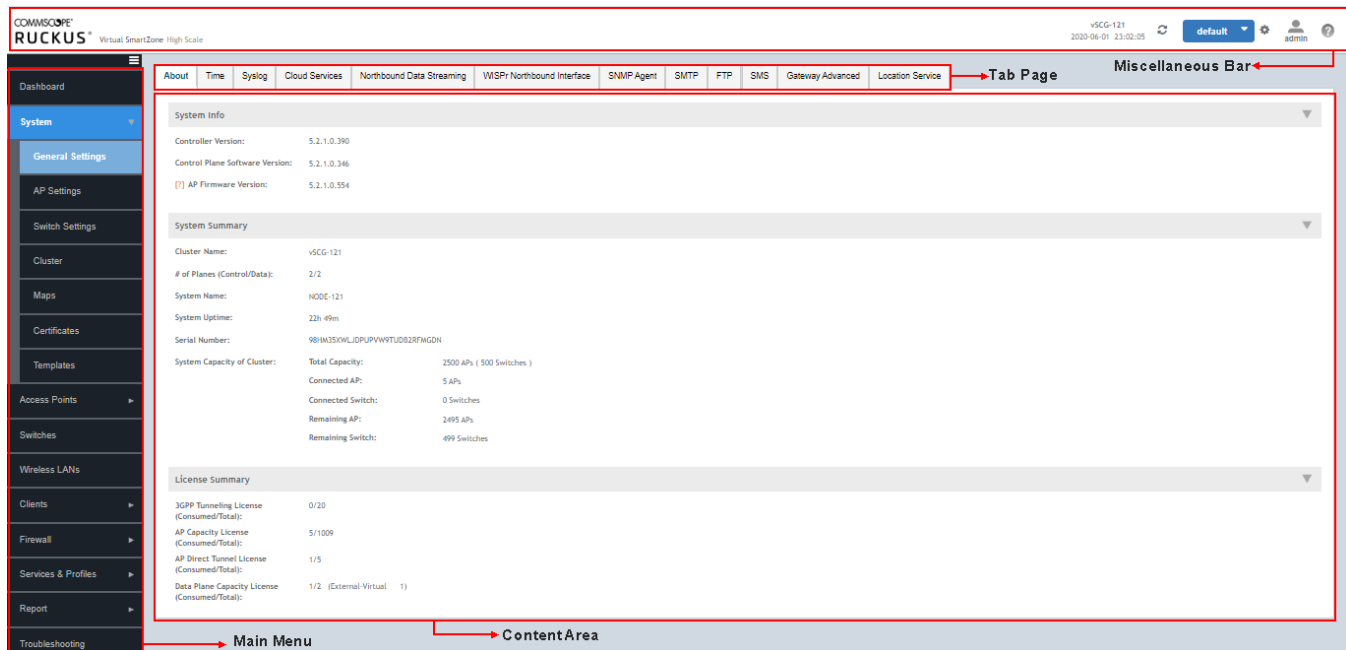 COMMSCOPE®
RUCKUS® Virtual SmartZone High Scale
vSCG-121
2020-06-01 23:02:05
default
admin
Miscellaneous Bar
About Time Syslog Cloud Services Northbound Data Streaming WISPr Northbound Interface SNMP Agent SMTP FTP SMS Gateway Advanced Location Service
Tab Page
Dashboard
System
General Settings
AP Settings
Switch Settings
Cluster
Maps
Certificates
Templates
Access Points
Switches
Wireless LANs
Clients
Firewall
Services & Profiles
Report
Troubleshooting
System Info
Controller Version: 5.2.1.0.390
Control Plane Software Version: 5.2.1.0.346
[?] AP Firmware Version: 5.2.1.0.554
System Summary
Cluster Name: vSCG-121
# of Planes (Control/Data): 2/2
System Name: NODE-121
System Uptime: 22h 49m
Serial Number: 98HM35XWLJDPUPVW9TUD82RFMGDN
System Capacity of Cluster: Total Capacity: 2500 APs ( 500 Switches )
Connected AP: 5 APs
Connected Switch: 0 Switches
Remaining AP: 2495 APs
Remaining Switch: 499 Switches
License Summary
3GPP Tunneling License 0/20
(Consumed/Total):
AP Capacity License 5/1009
(Consumed/Total):
AP Direct Tunnel License 1/5
(Consumed/Total):
Data Plane Capacity License 1/2 (External-Virtual 1)
(Consumed/Total):
Main Menu
Content Area